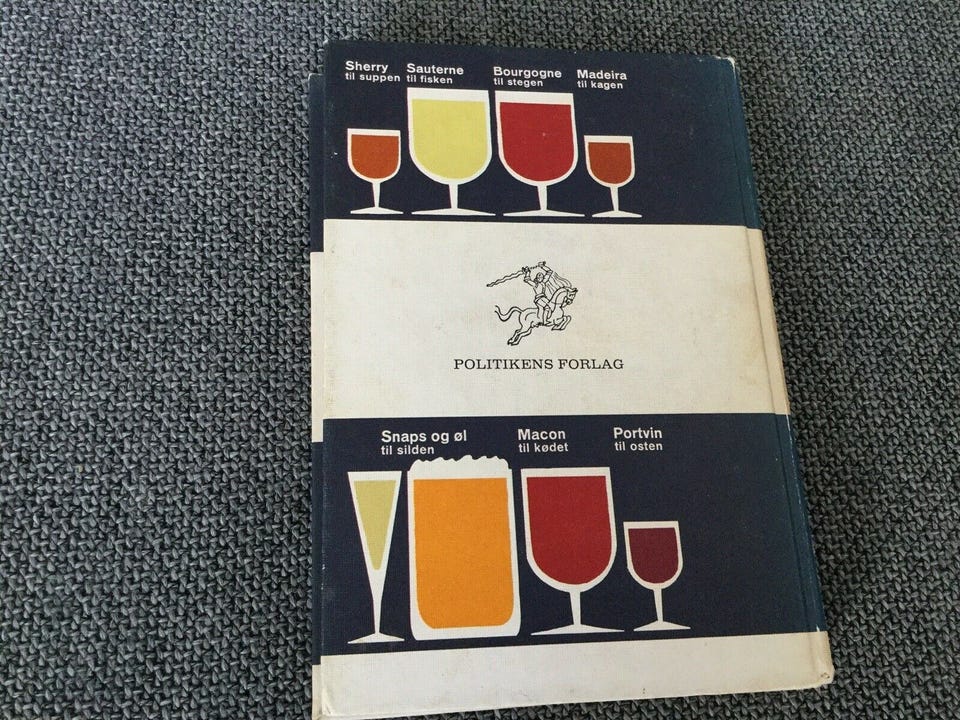 Sherry
til suppen
Sauterne
til fisken
Bourgogne
til stegen
Madeira
til kagen
POLITIKENS FORLAG
Snaps og øl
til silden
Macon
til kødet
Portvin
til osten